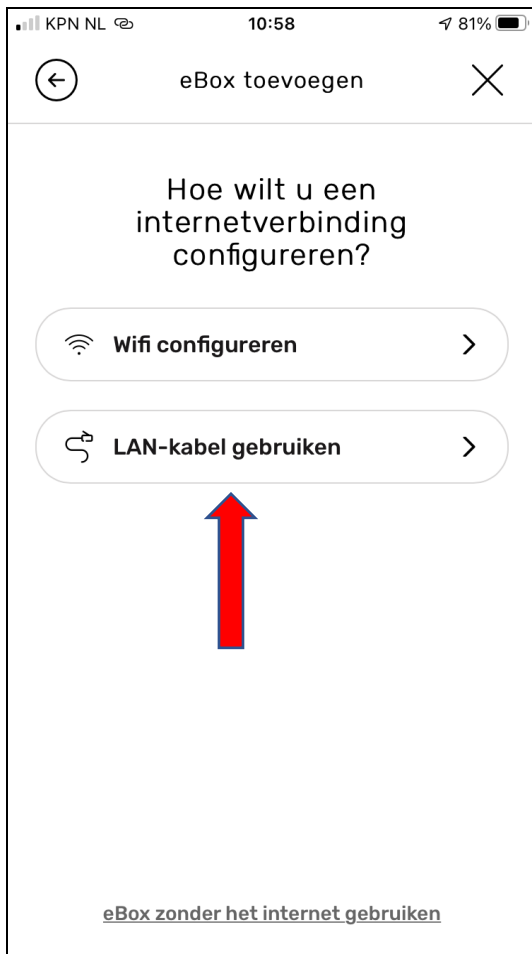 KPN NL 10:58 81%
eBox toevoegen
Hoe wilt u een
internetverbinding
configureren?
Wifi configureren
LAN-kabel gebruiken
eBox zonder het internet gebruiken